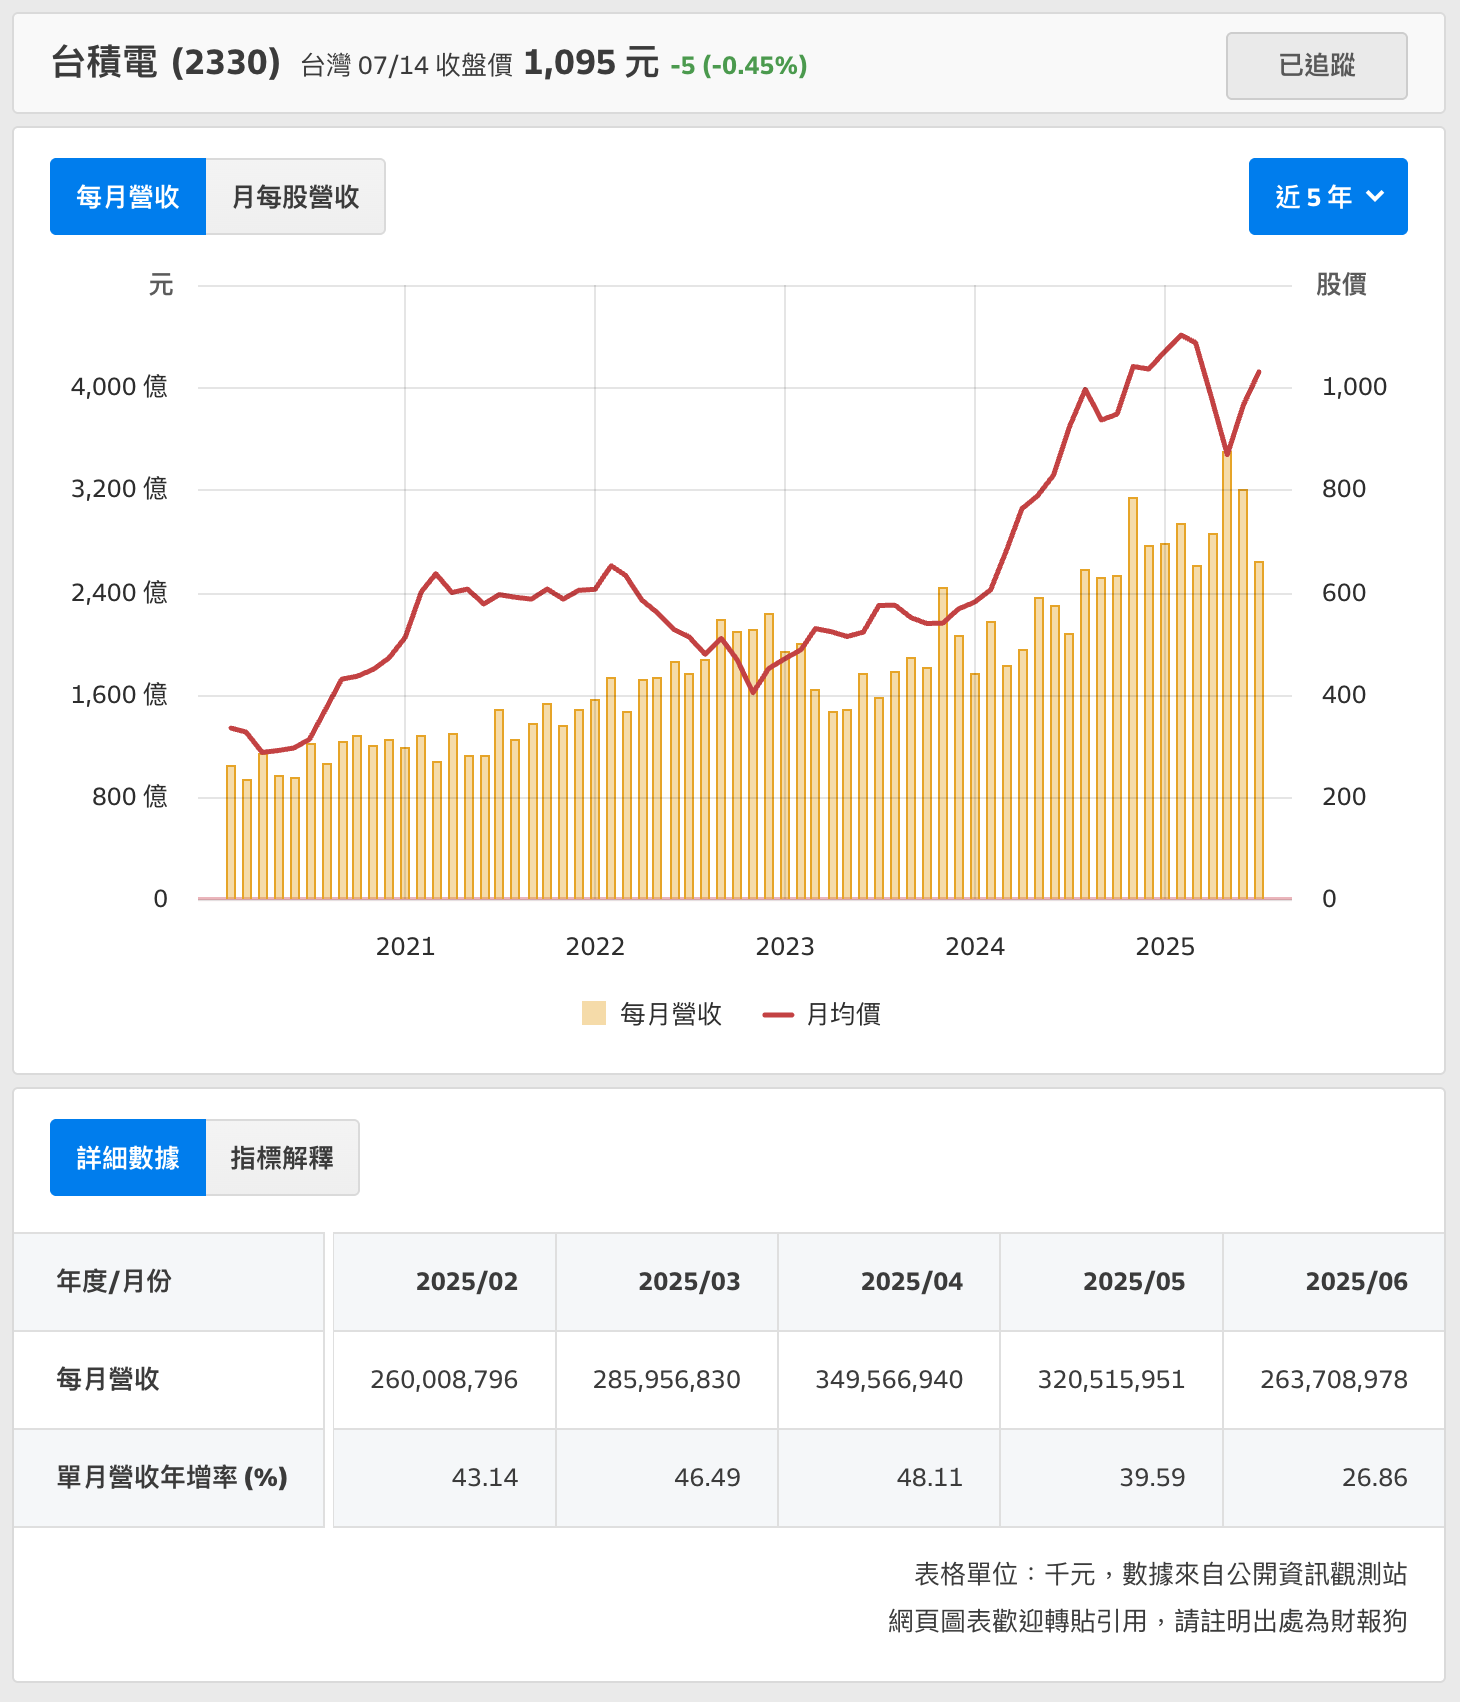 台積電 (2330) 台灣 07/14 收盤價 1,095 元 -5 (-0.45%) 已追蹤
每月營收 月每股營收 近 5 年
元 股價
4,000 億 1,000
3,200 億 800
2,400 億 600
1,600 億 400
800 億 200
0 0
2021 2022 2023 2024 2025
每月營收 月均價
詳細數據 指標解釋
年度/月份 2025/02 2025/03 2025/04 2025/05 2025/06
每月營收 260,008,796 285,956,830 349,566,940 320,515,951 263,708,978
單月營收年增率 (%) 43.14 46.49 48.11 39.59 26.86
表格單位：千元，數據來自公開資訊觀測站
網頁圖表歡迎轉貼引用，請註明出處為財報狗